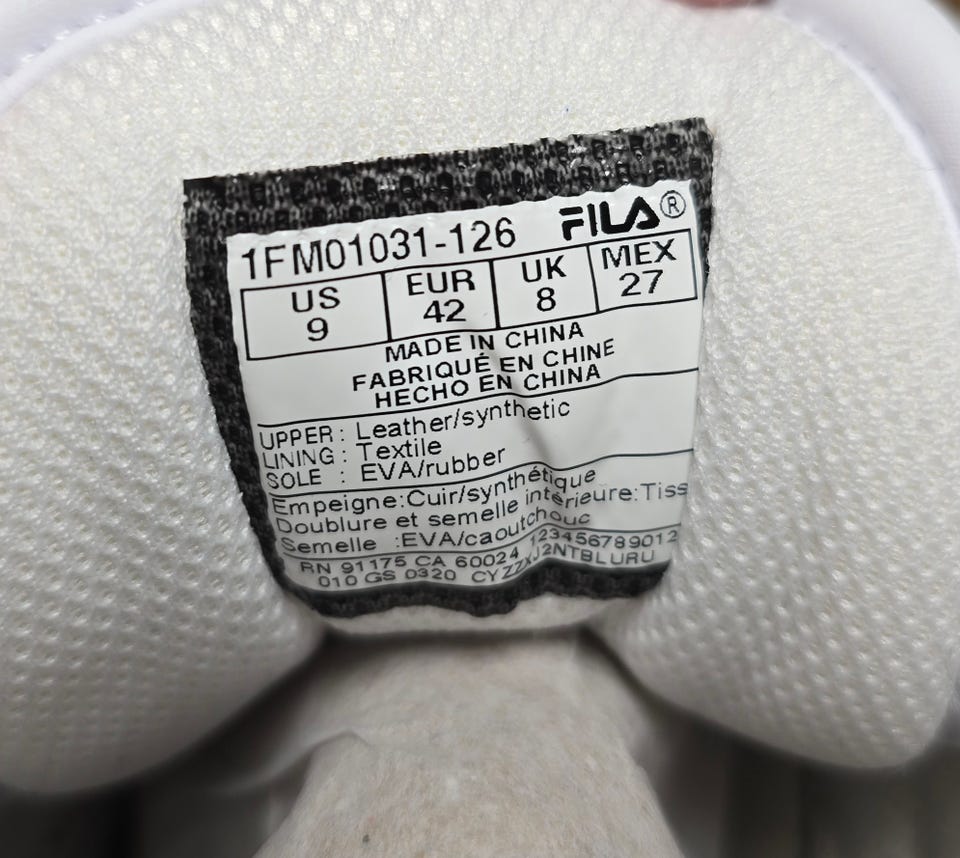 1FM01031-126 FILA®
US EUR UK MEX
9 42 8 27
MADE IN CHINA
FABRIQUÉ EN CHINE
HECHO EN CHINA
UPPER : Leather/synthetic
LINING : Textile
SOLE : EVA/rubber
Empeigne:Cuir/synthétique
Doublure et semelle intérieure:Tiss
Semelle :EVA/caoutchouc
RN 91175 CA 60024 123456789012
010 GS 0320 CYZZXJ2NTBLURU